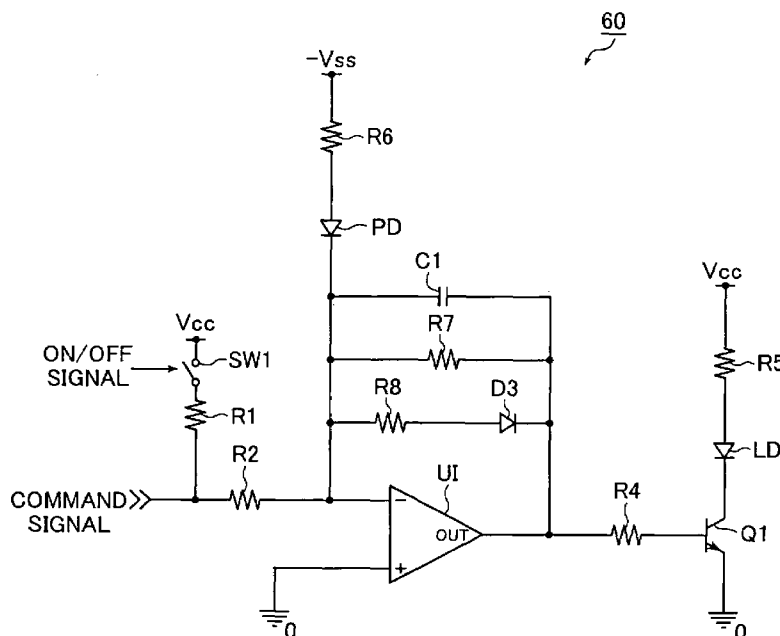 60
-Vss
R6
PD
C1
Vcc
Vcc
R7
ON/OFF
SIGNAL
SW1
R5
R8
D3
R1
LD
R2
UI
COMMAND
SIGNAL
−
OUT
R4
Q1
+
0
0